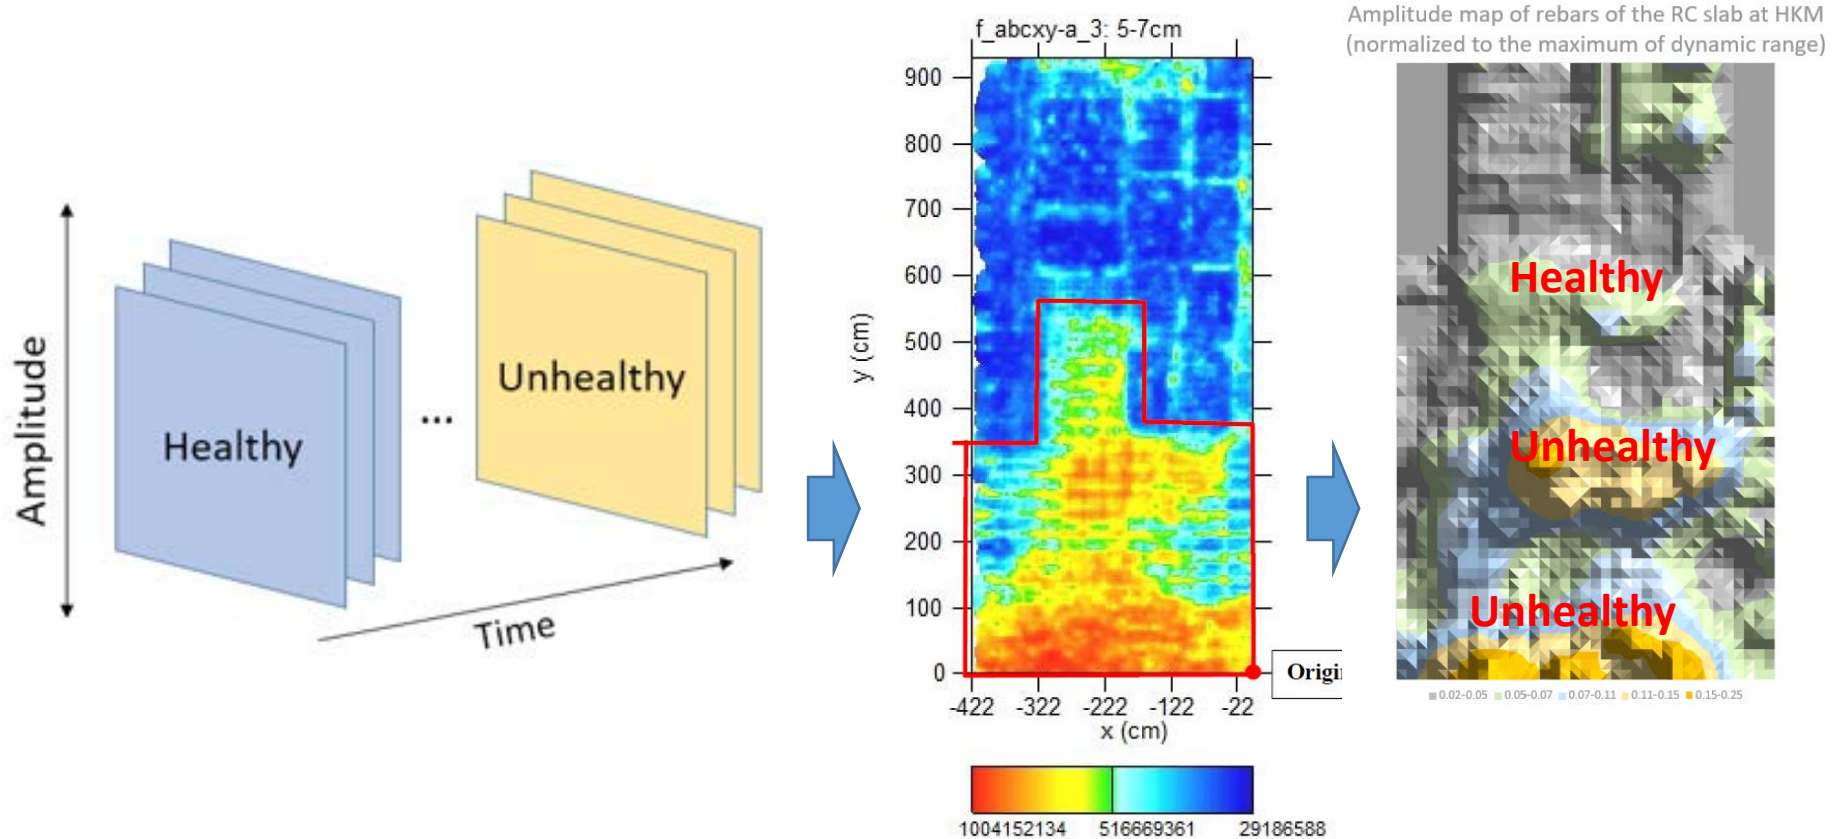 Amplitude
Healthy
...
Unhealthy
Time
f_abcxy-a_3: 5-7cm
y (cm)
900
800
700
600
500
400
300
200
100
0
-422 -322 -222 -122 -22
x (cm)
1004152134 516669361 29186588
Origi
Amplitude map of rebars of the RC slab at HKM
(normalized to the maximum of dynamic range)
Healthy
Unhealthy
Unhealthy
0.02-0.05 0.05-0.07 0.07-0.11 0.11-0.15 0.15-0.25